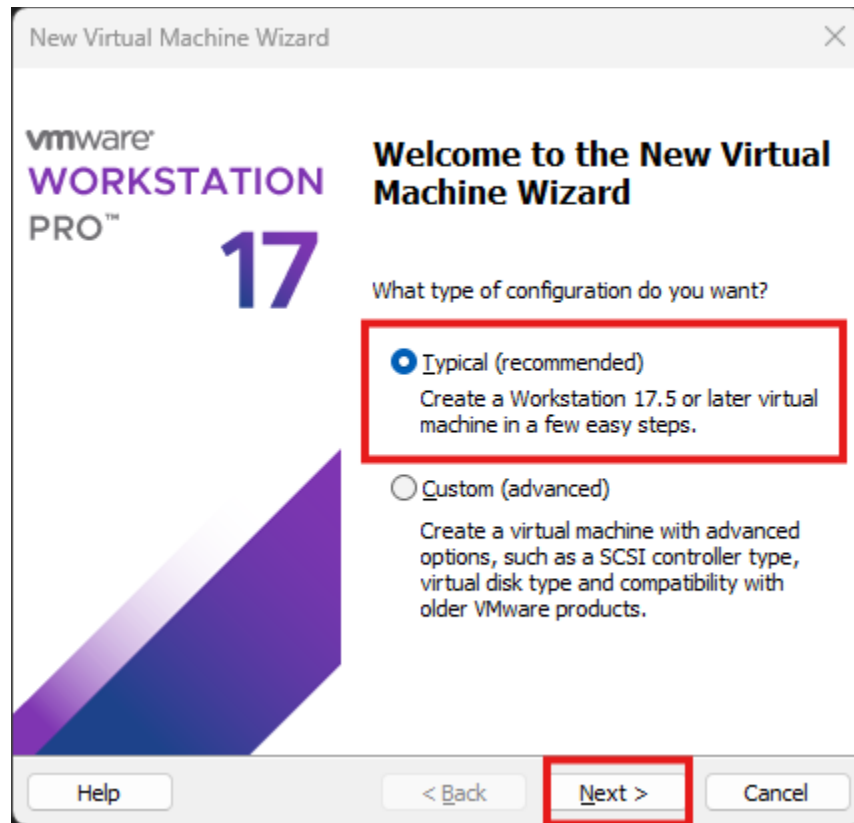 New Virtual Machine Wizard
vmware®
WORKSTATION
PRO™
17
Welcome to the New Virtual
Machine Wizard
What type of configuration do you want?
Typical (recommended)
Create a Workstation 17.5 or later virtual
machine in a few easy steps.
Custom (advanced)
Create a virtual machine with advanced
options, such as a SCSI controller type,
virtual disk type and compatibility with
older VMware products.
Help
< Back
Next >
Cancel